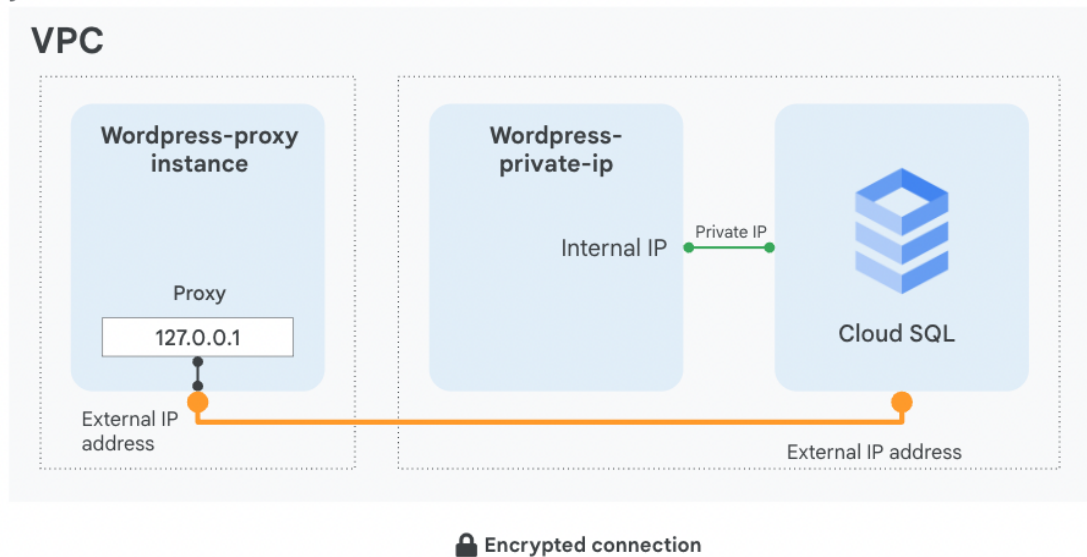 VPC
Wordpress-proxy
instance
Proxy
127.0.0.1
External IP
address
Wordpress-
private-ip
Internal IP
Private IP
Cloud SQL
External IP address
Encrypted connection